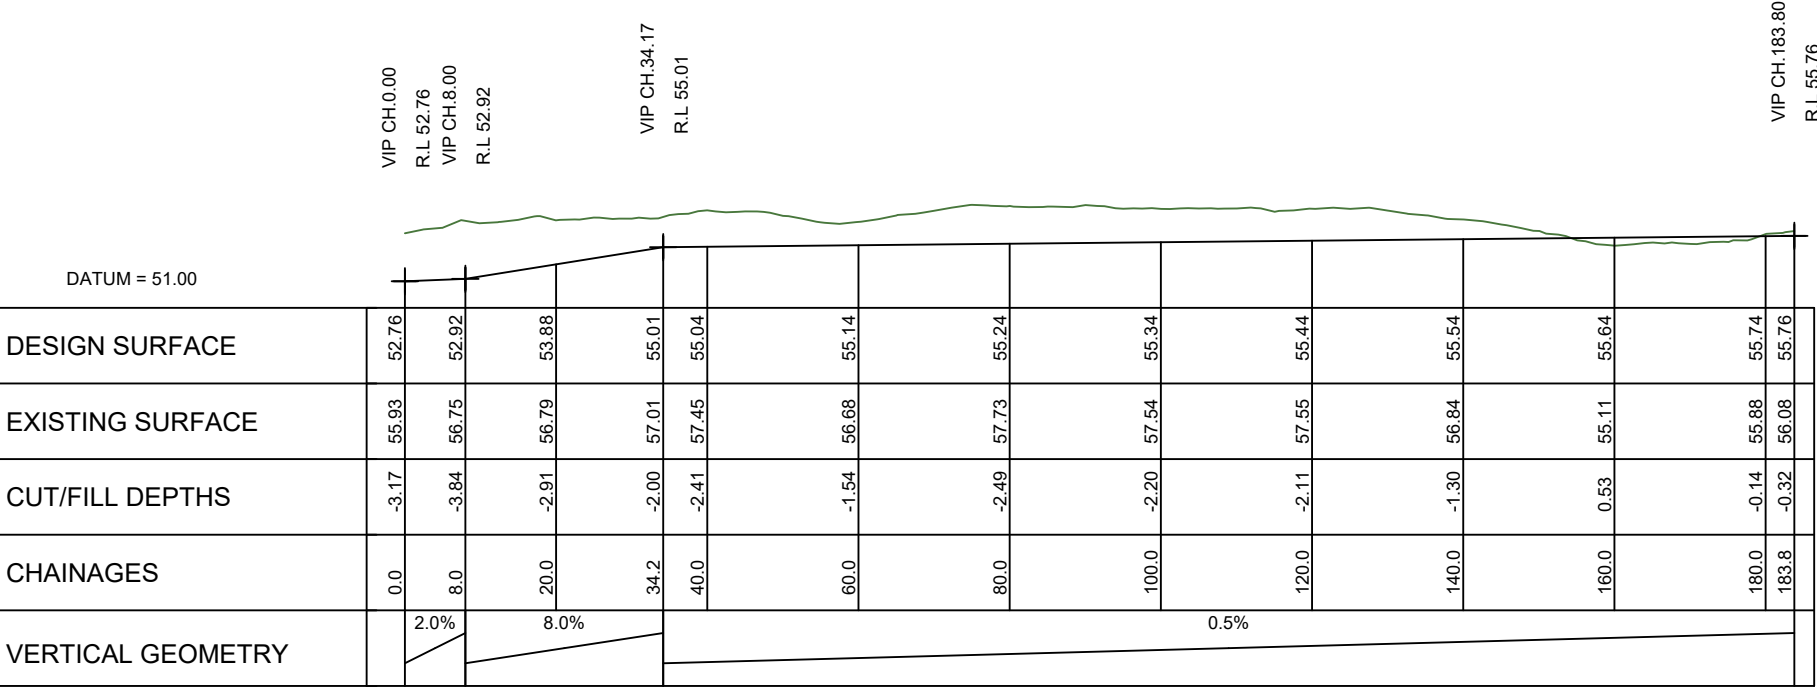 VIP CH.0.00
R.L 52.76
VIP CH.8.00
R.L 52.92
VIP CH.34.17
R.L 55.01
VIP CH.183.80
R.L 55.76
DATUM = 51.00
DESIGN SURFACE 52.76 52.92 53.88 55.01 55.04 55.14 55.24 55.34 55.44 55.54 55.64 55.74 55.76
EXISTING SURFACE 55.93 56.75 56.79 57.01 57.45 56.68 57.73 57.54 57.55 56.84 55.11 55.88 56.08
CUT/FILL DEPTHS -3.17 -3.84 -2.91 -2.00 -2.41 -1.54 -2.49 -2.20 -2.11 -1.30 0.53 -0.14 -0.32
CHAINAGES 0.0 8.0 20.0 34.2 40.0 60.0 80.0 100.0 120.0 140.0 160.0 180.0 183.8
VERTICAL GEOMETRY 2.0% 8.0% 0.5%